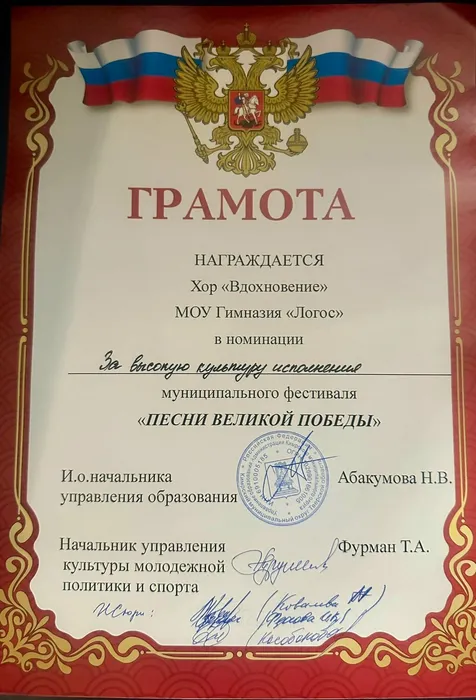 ГРАМОТА
НАГРАЖДАЕТСЯ
Хор «Вдохновение»
МОУ Гимназия «Логос»
в номинации
За высокую культуру исполнения
муниципального фестиваля
«ПЕСНИ ВЕЛИКОЙ ПОБЕДЫ»
И.о.начальника Абакумова Н.В.
управления образования
Начальник управления Фурман Т.А.
культуры молодежной
политики и спорта
(Ковалева